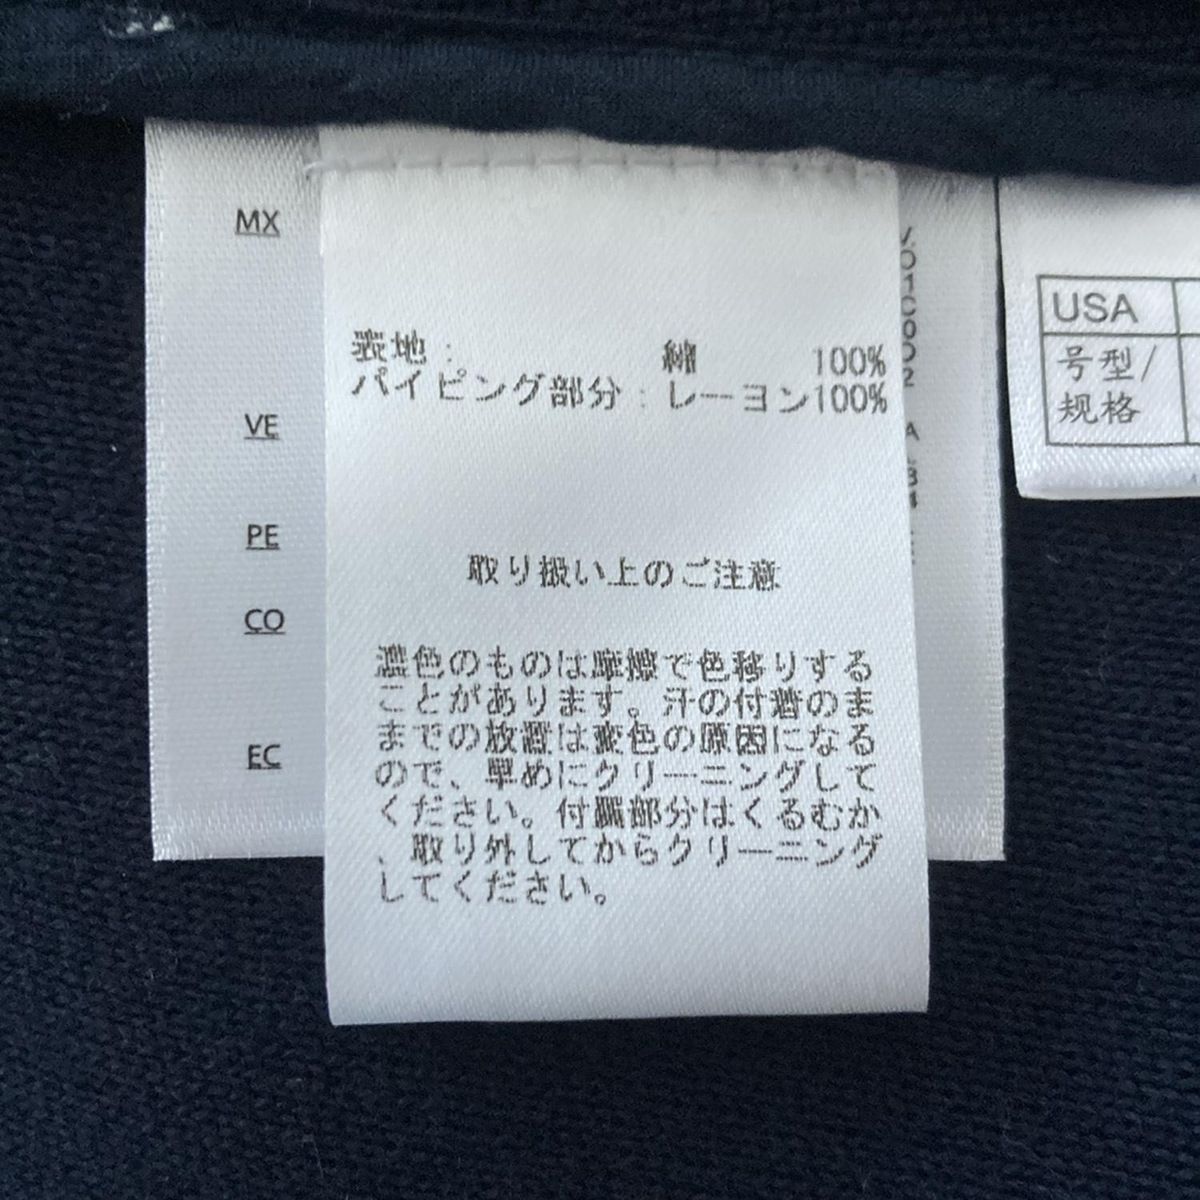 MX
VE
PE
CO
EC
表地: 綿 100%
パイピング部分: レーヨン100%
取り扱い上のご注意
濃色のものは摩擦で色移りする
ことがあります。汗の付着のま
までの放置は変色の原因になる
ので、早めにクリーニングして
ください。付属部分はくるむか
、取り外してからクリーニング
してください。
USA
号型/
规格